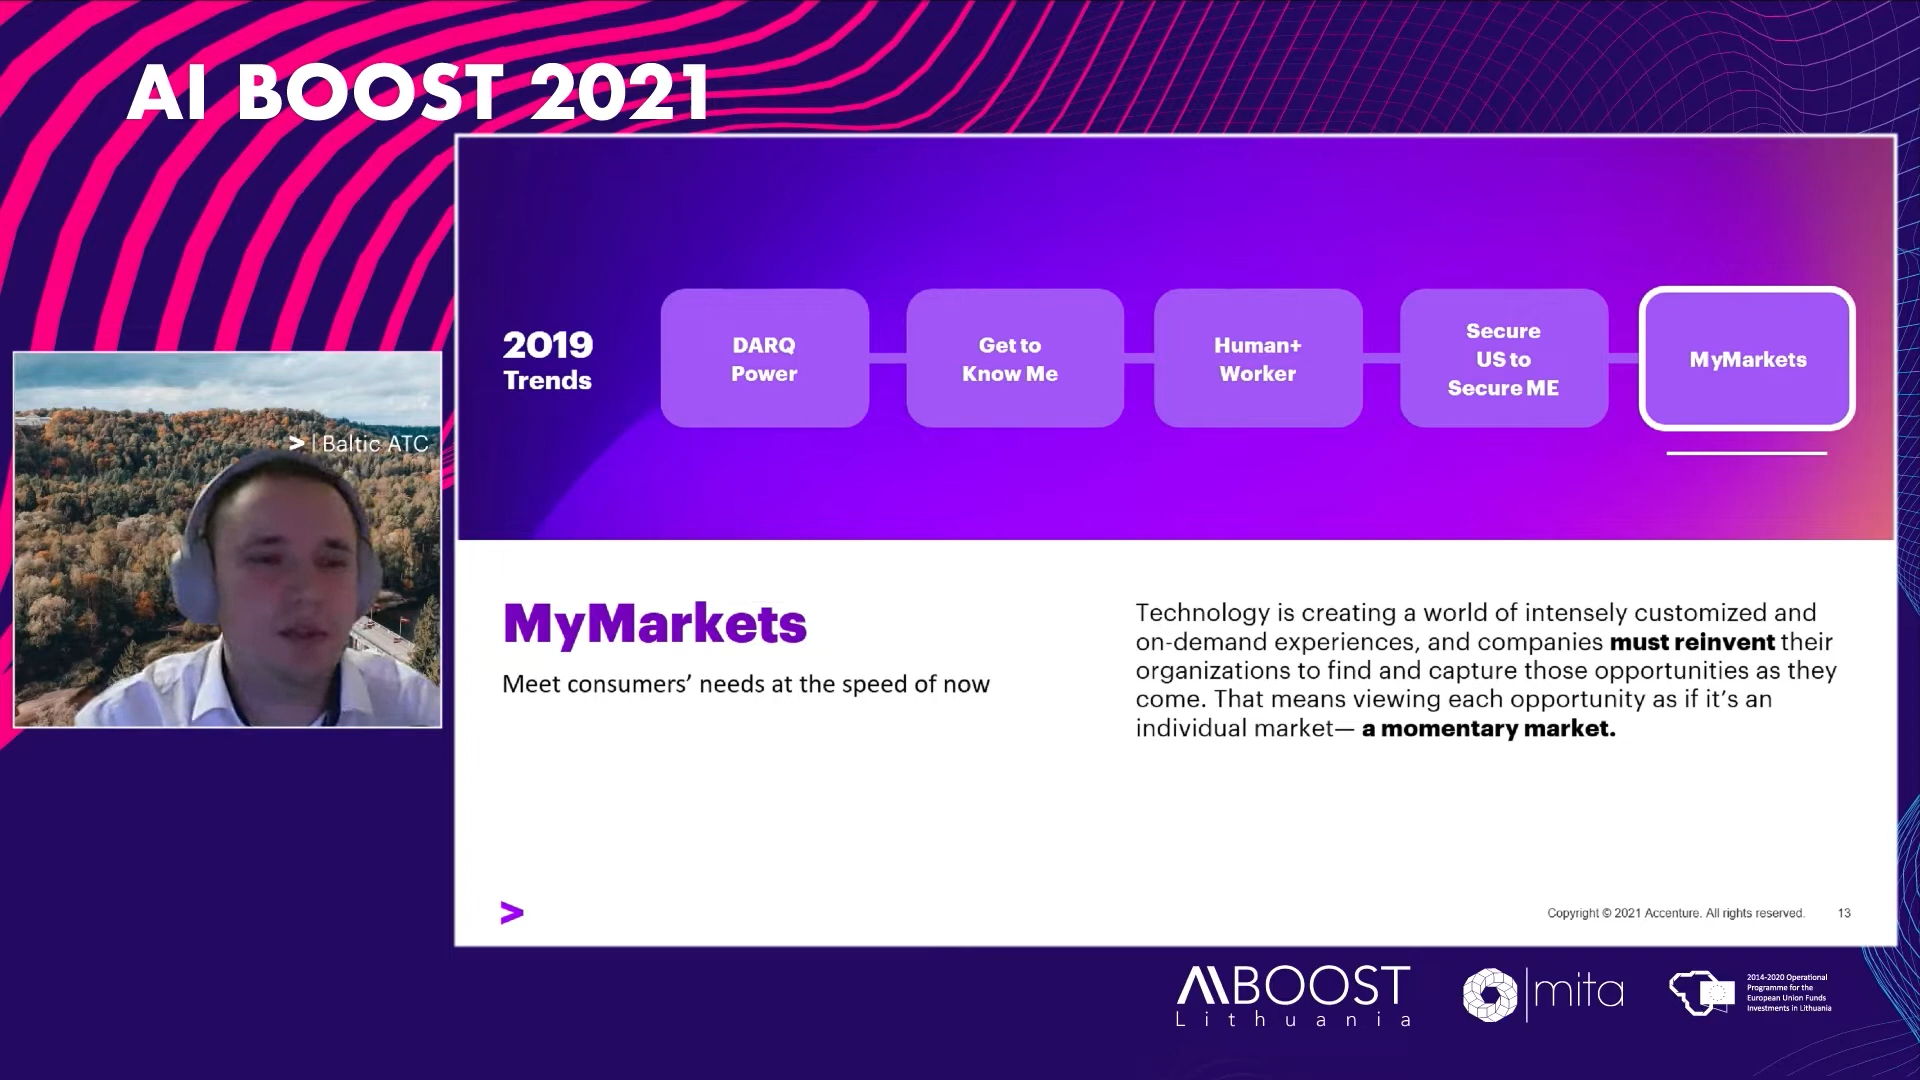 AI BOOST 2021
> | Baltic ATC
2019
Trends
DARQ
Power
Get to
Know Me
Human+
Worker
Secure
US to
Secure ME
MyMarkets
MyMarkets
Meet consumers’ needs at the speed of now
Technology is creating a world of intensely customized and
on-demand experiences, and companies must reinvent their
organizations to find and capture those opportunities as they
come. That means viewing each opportunity as if it’s an
individual market— a momentary market.
>
Copyright © 2021 Accenture. All rights reserved. 13
AIBOOST
Lithuania
mita
2014-2020 Operational
Programme for the
European Union Funds
Investments in Lithuania